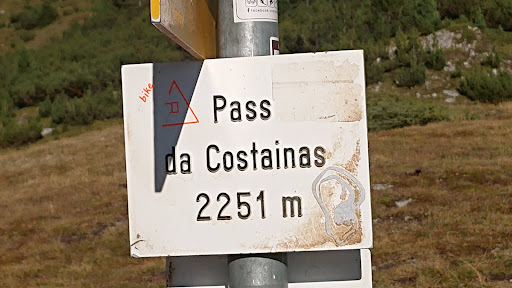 bike
Pass
da Costainas
2251 m